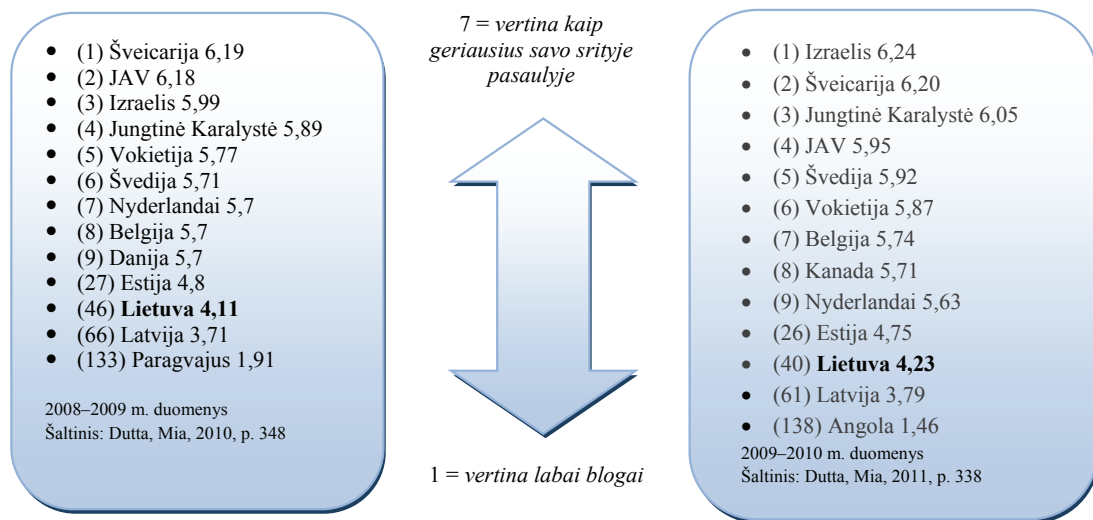 • (1) Šveicarija 6,19
• (2) JAV 6,18
• (3) Izraelis 5,99
• (4) Jungtinė Karalystė 5,89
• (5) Vokietija 5,77
• (6) Švedija 5,71
• (7) Nyderlandai 5,7
• (8) Belgija 5,7
• (9) Danija 5,7
• (27) Estija 4,8
• (46) Lietuva 4,11
• (66) Latvija 3,71
• (133) Paragvajus 1,91
2008–2009 m. duomenys
Šaltinis: Dutta, Mia, 2010, p. 348
7 = vertina kaip
geriausius savo srityje
pasaulyje
1 = vertina labai blogai
• (1) Izraelis 6,24
• (2) Šveicarija 6,20
• (3) Jungtinė Karalystė 6,05
• (4) JAV 5,95
• (5) Švedija 5,92
• (6) Vokietija 5,87
• (7) Belgija 5,74
• (8) Kanada 5,71
• (9) Nyderlandai 5,63
• (26) Estija 4,75
• (40) Lietuva 4,23
• (61) Latvija 3,79
• (138) Angola 1,46
2009–2010 m. duomenys
Šaltinis: Dutta, Mia, 2011, p. 338